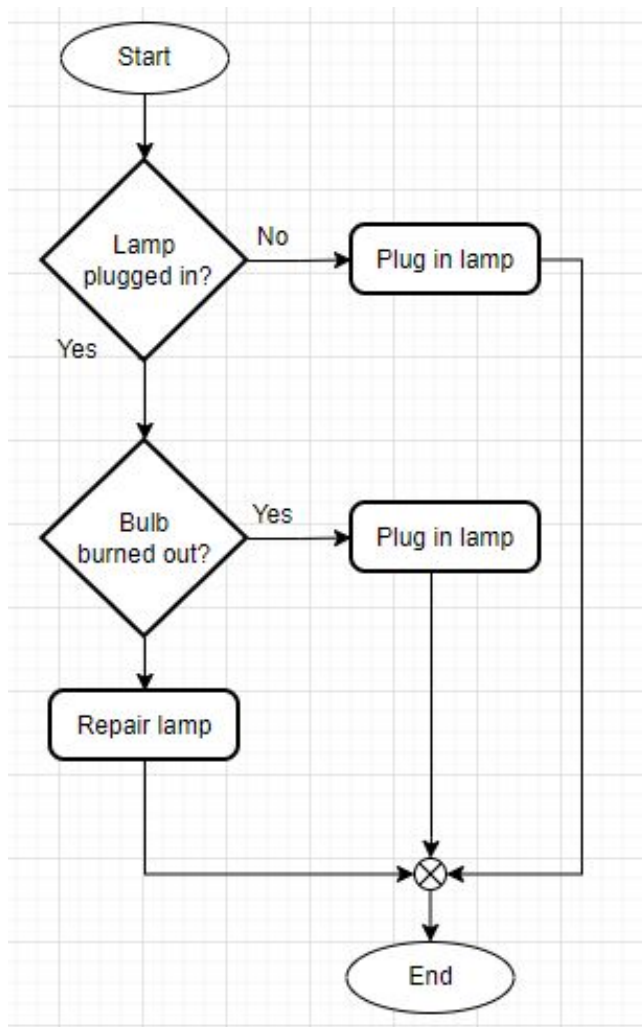 Start
Lamp
plugged in?
No
Plug in lamp
Yes
Bulb
burned out?
Yes
Plug in lamp
Repair lamp
End